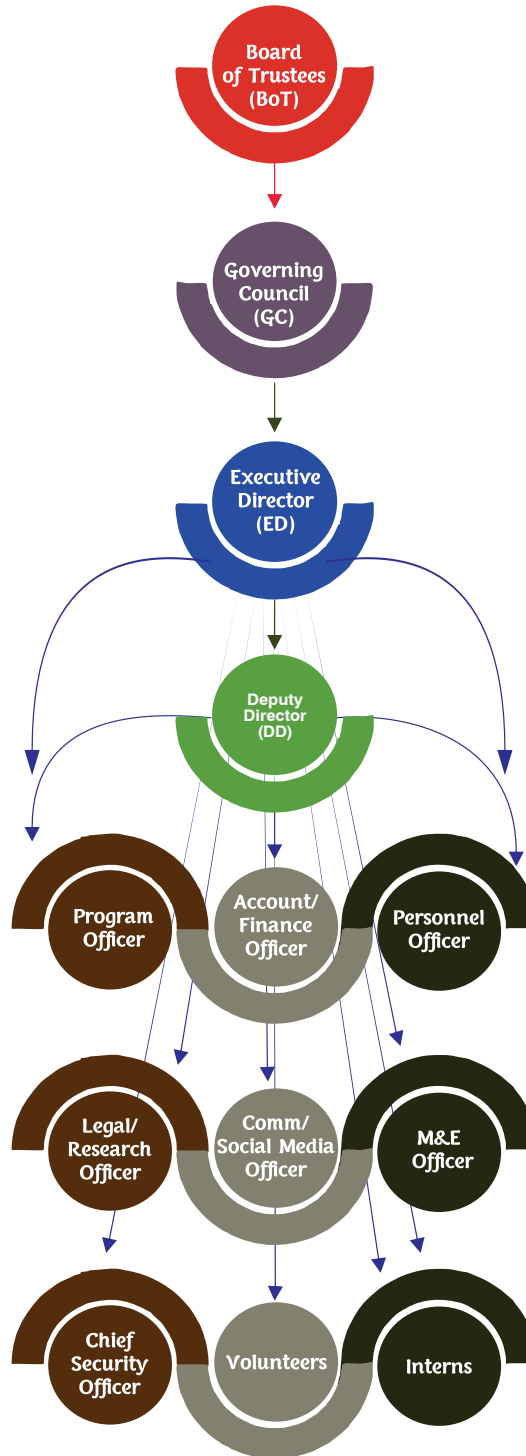 Board
of Trustees
(BoT)
Governing
Council
(GC)
Executive
Director
(ED)
Deputy
Director
(DD)
Program
Officer
Account/
Finance
Officer
Personnel
Officer
Legal/
Research
Officer
Comm/
Social Media
Officer
M&E
Officer
Chief
Security
Officer
Volunteers
Interns